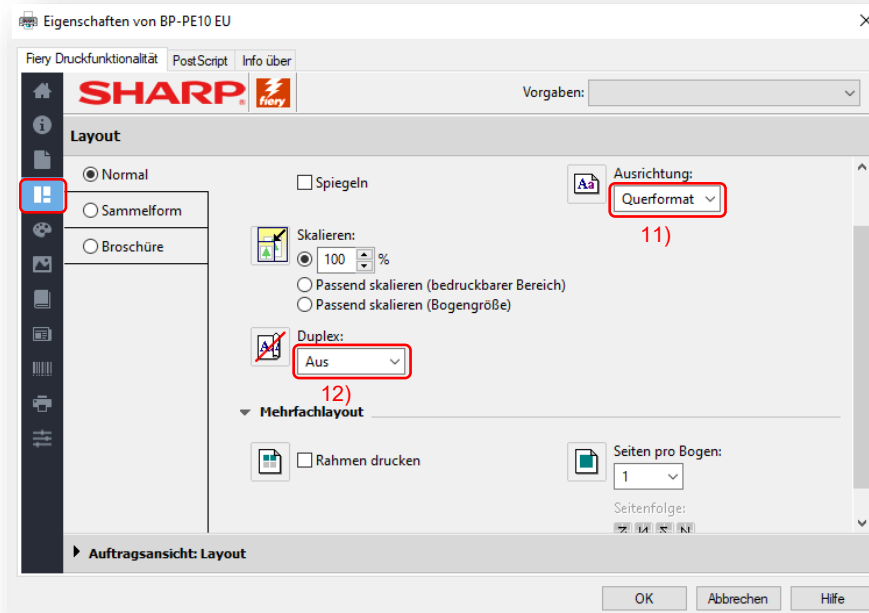 Eigenschaften von BP-PE10 EU
Fiery Druckfunktionalität PostScript Info über
SHARP. fiery Vorgaben:
Layout
Normal
Sammelform
Broschüre
Spiegeln
Ausrichtung:
Querformat
11)
Skalieren:
100 %
Passend skalieren (bedruckbarer Bereich)
Passend skalieren (Bogengröße)
Duplex:
Aus
12)
Mehrfachlayout
Rahmen drucken
Seiten pro Bogen:
1
Seitenfolge:
Auftragsansicht: Layout
OK Abbrechen Hilfe